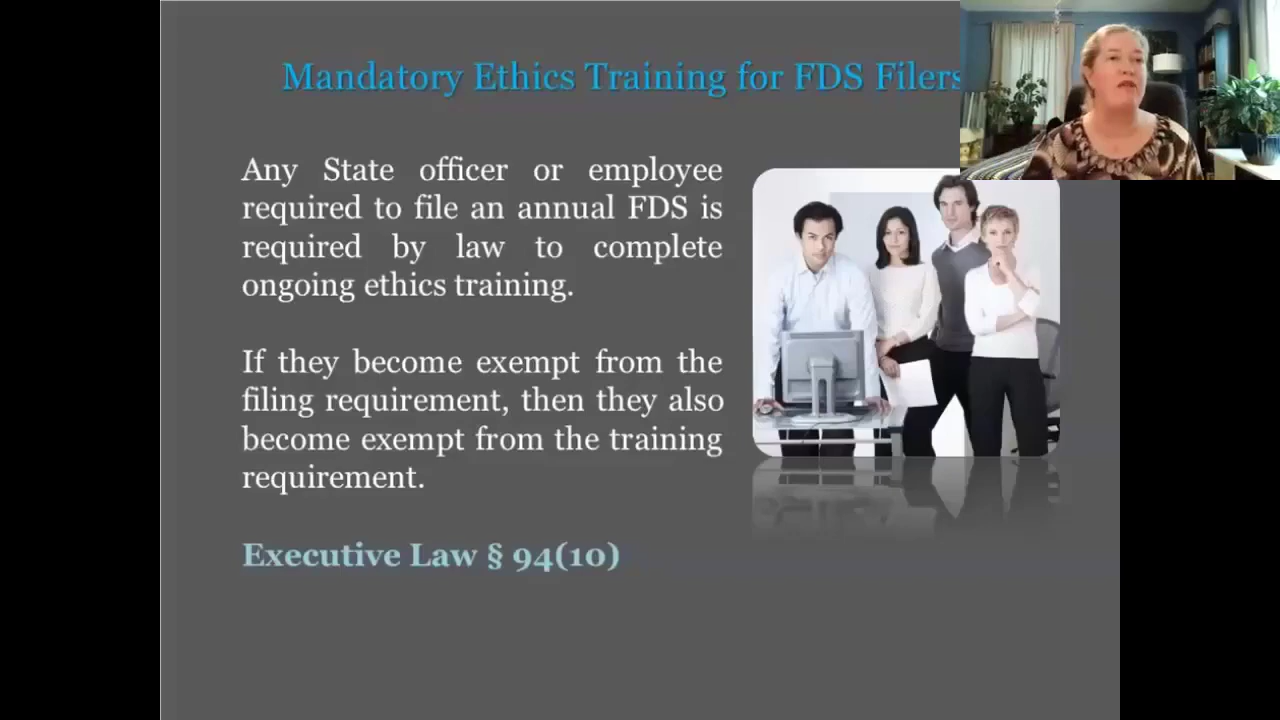 Mandatory Ethics Training for FDS Filers
Any State officer or employee
required to file an annual FDS is
required by law to complete
ongoing ethics training.
If they become exempt from the
filing requirement, then they also
become exempt from the training
requirement.
Executive Law § 94(10)